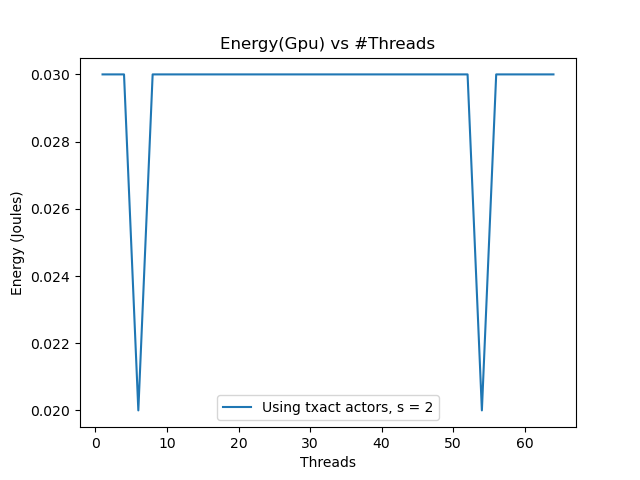 Energy(Gpu) vs #Threads
Energy (Joules)
0.030
0.028
0.026
0.024
0.022
0.020
Using txact actors, s = 2
0 10 20 30 40 50 60
Threads